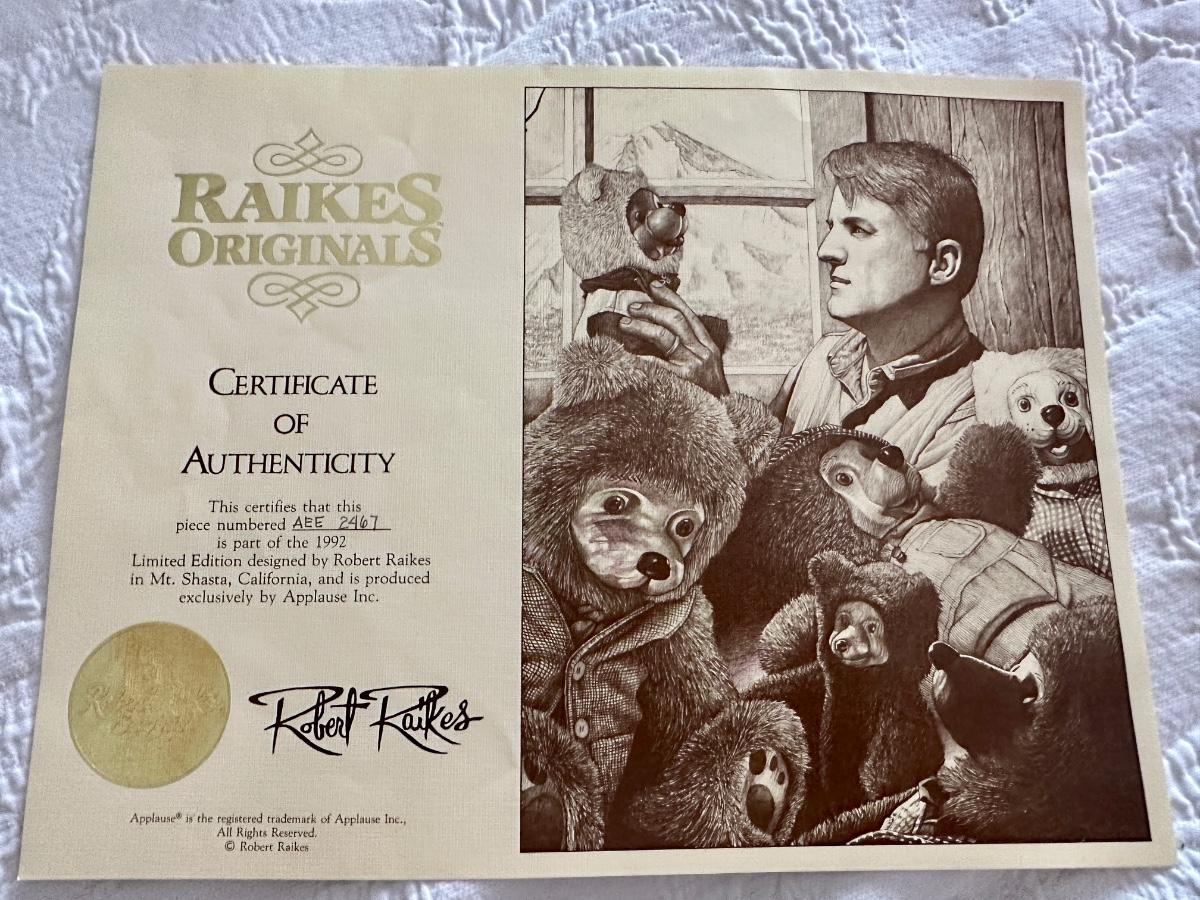 RAIKES
ORIGINALS
CERTIFICATE
OF
AUTHENTICITY
This certifies that this
piece numbered AEE 2467
is part of the 1992
Limited Edition designed by Robert Raikes
in Mt. Shasta, California, and is produced
exclusively by Applause Inc.
Robert Raikes
Applause® is the registered trademark of Applause Inc.,
All Rights Reserved.
© Robert Raikes